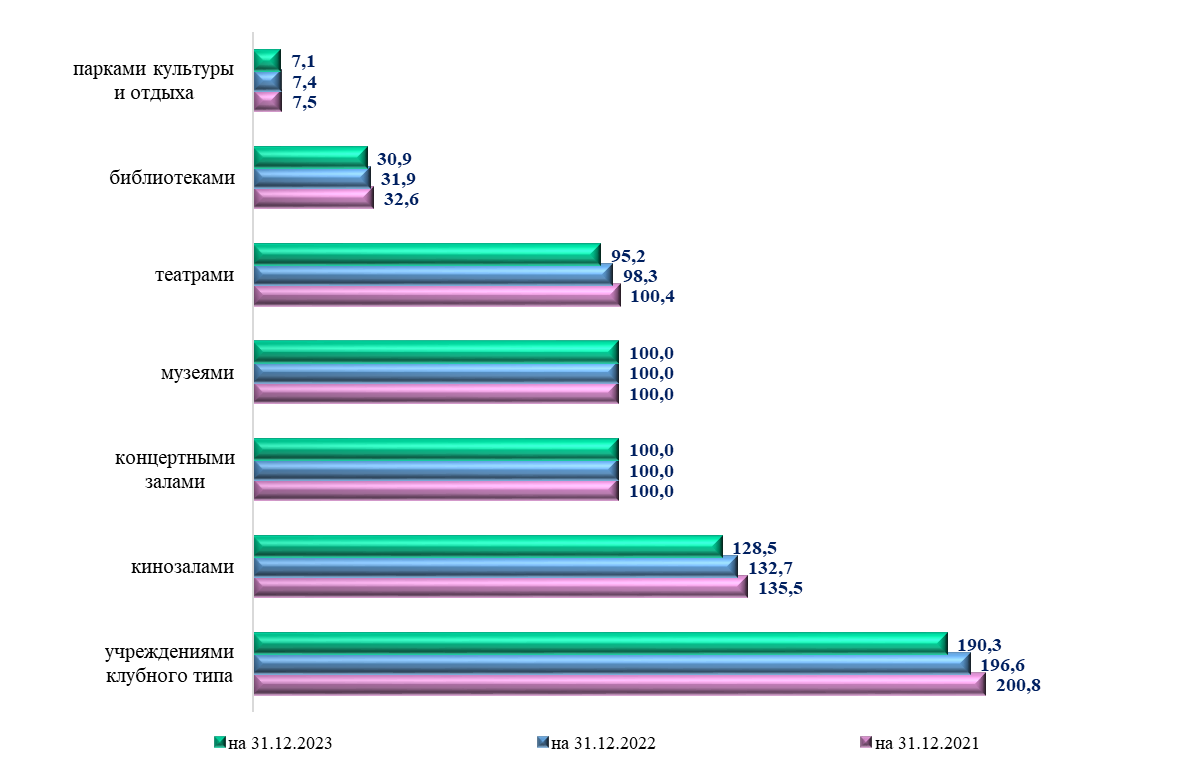 парками культуры
и отдыха
7,1
7,4
7,5
библиотеками
30,9
31,9
32,6
театрами
95,2
98,3
100,4
музеями
100,0
100,0
100,0
концертными
залами
100,0
100,0
100,0
кинозалами
128,5
132,7
135,5
учреждениями
клубного типа
190,3
196,6
200,8
на 31.12.2023
на 31.12.2022
на 31.12.2021